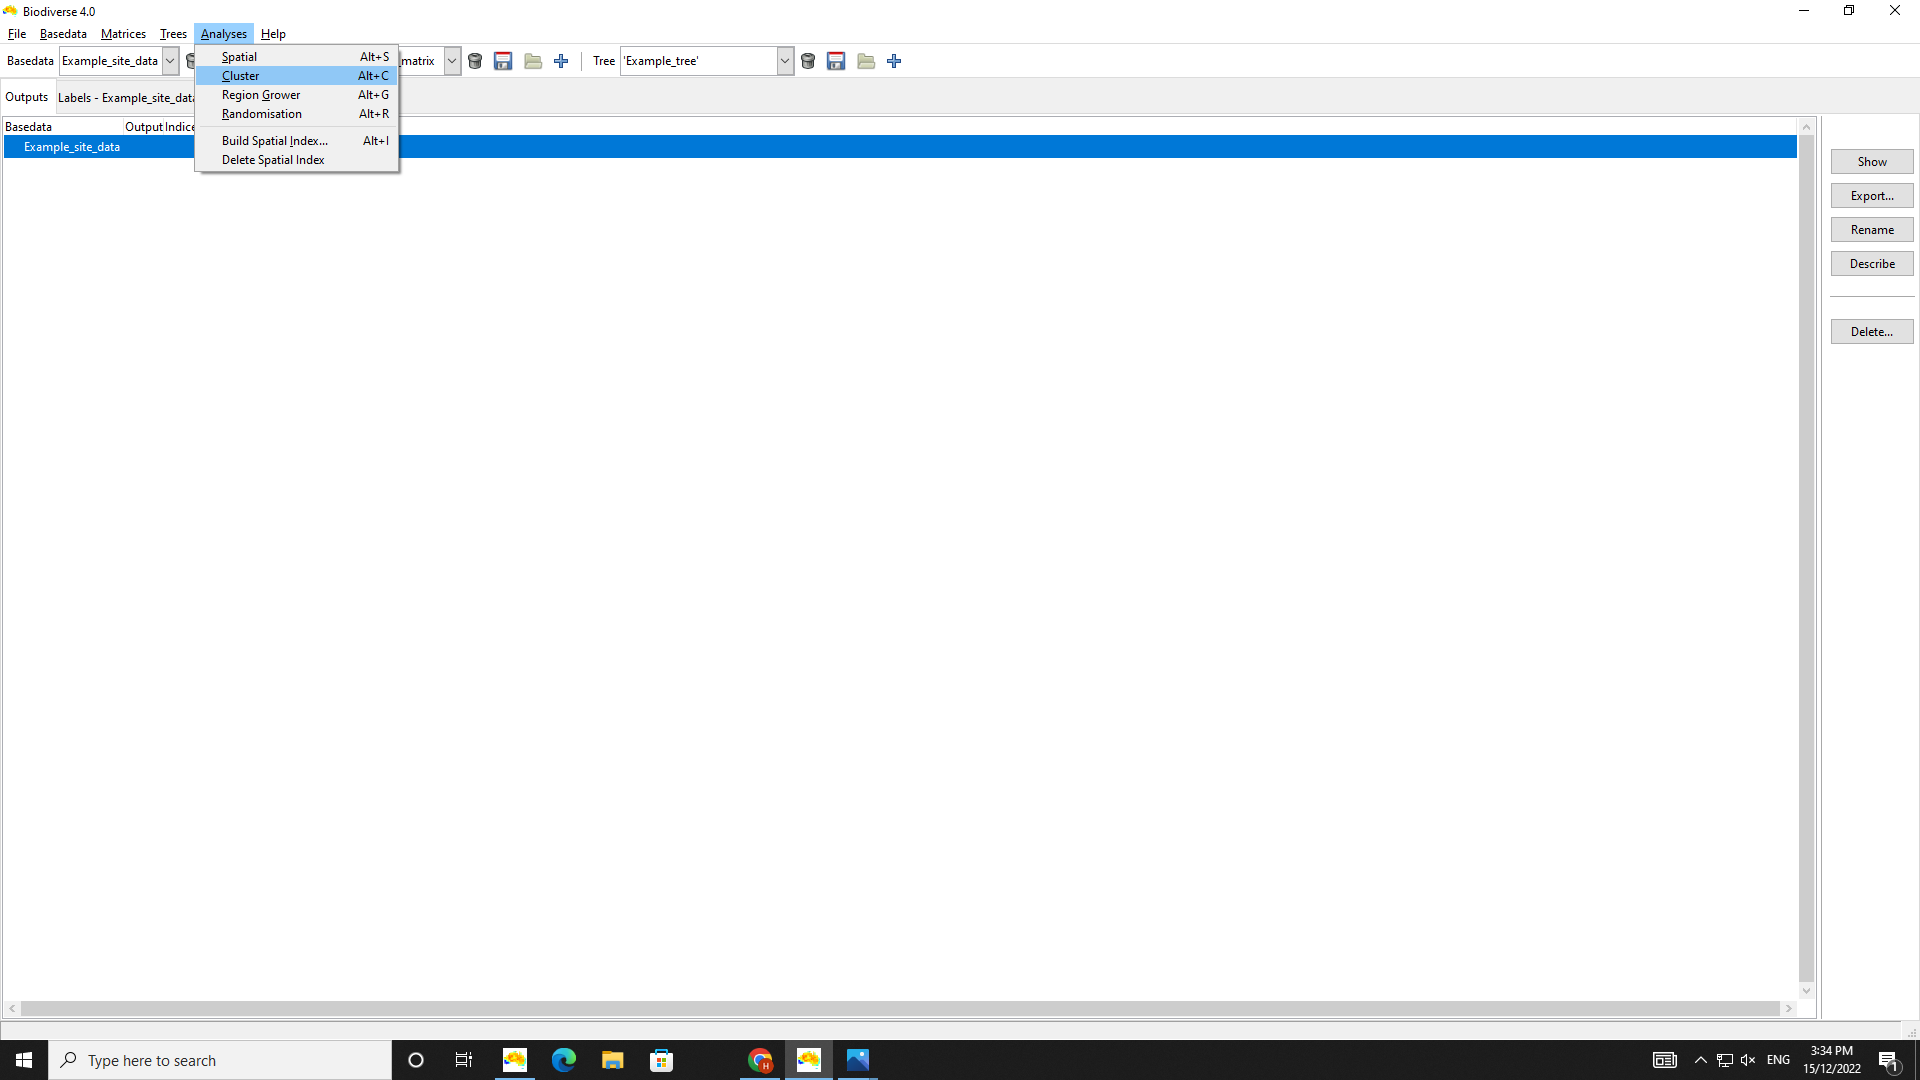 Biodiverse 4.0
File Basedata Matrices Trees Analyses Help
Basedata Example_site_data matrix Tree 'Example_tree'
Spatial Alt+S
Cluster Alt+C
Region Grower Alt+G
Randomisation Alt+R
Build Spatial Index... Alt+I
Delete Spatial Index
Outputs Labels - Example_site_data
Basedata Output Indice
Example_site_data
Show
Export...
Rename
Describe
Delete...
Type here to search
H
ENG
3:34 PM
15/12/2022
1